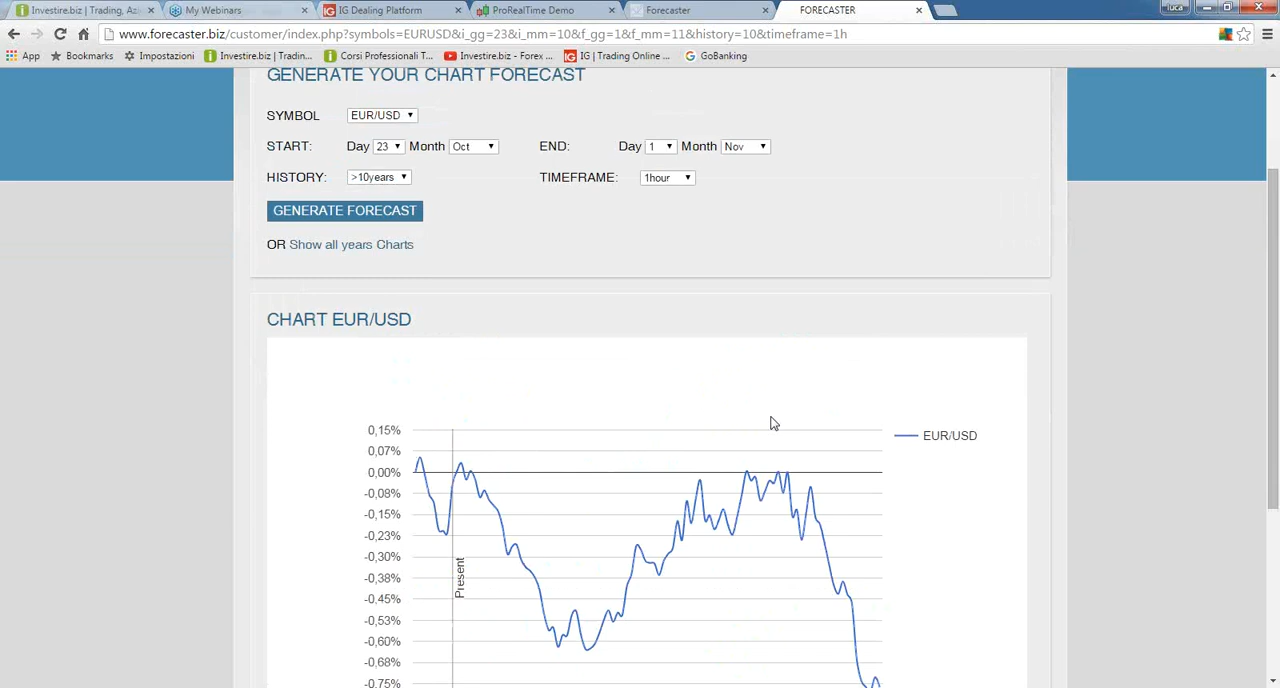 Investire.biz | Trading, Az
My Webinars
IG Dealing Platform
ProRealTime Demo
Forecaster
FORECASTER
luca
www.forecaster.biz/customer/index.php?symbols=EURUSD&i_gg=23&i_mm=10&f_gg=1&f_mm=11&history=10&timeframe=1h
App
Bookmarks
Impostazioni
Investire.biz | Tradin...
Corsi Professionali T...
Investire.biz - Forex ...
IG | Trading Online ...
GoBanking
GENERATE YOUR CHART FORECAST
SYMBOL EUR/USD
START: Day 23 Month Oct END: Day 1 Month Nov
HISTORY: >10years TIMEFRAME: 1hour
GENERATE FORECAST
OR Show all years Charts
CHART EUR/USD
EUR/USD
0,15%
0,07%
0,00%
-0,08%
-0,15%
-0,23%
-0,30%
-0,38%
-0,45%
-0,53%
-0,60%
-0,68%
-0,75%
Present